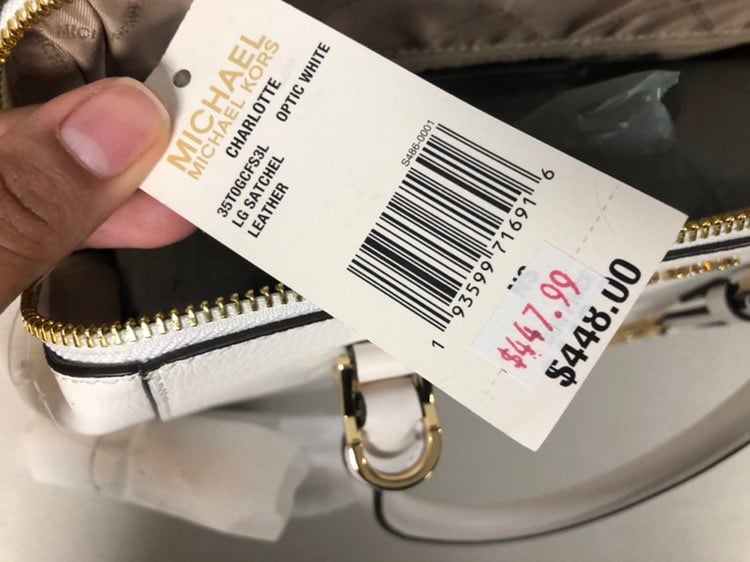 MICHAEL
MICHAEL KORS
CHARLOTTE
OPTIC WHITE
35T0GCFS3L
LG SATCHEL
LEATHER
S486-0001
1 93599 71691 6
NS
$447.99
$448.00